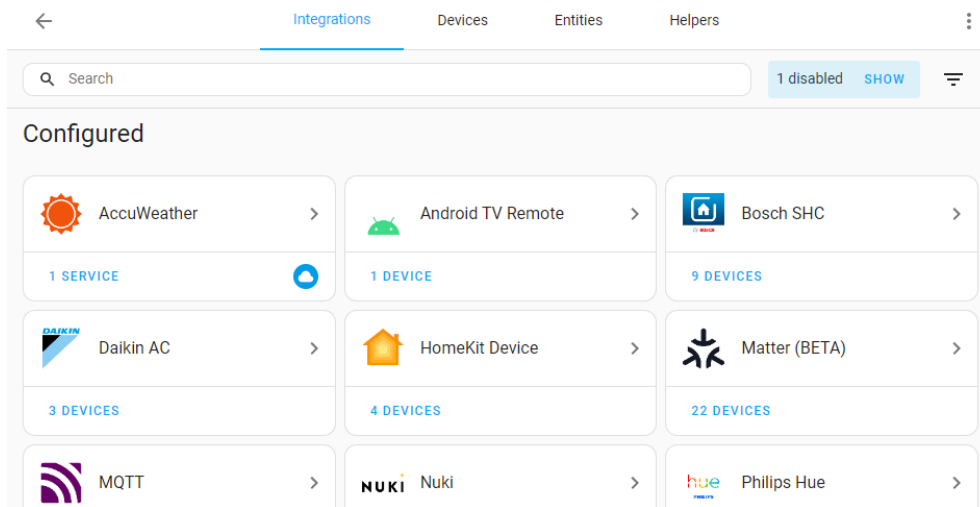 Integrations Devices Entities Helpers
Search
1 disabled SHOW
Configured
AccuWeather
Android TV Remote
BOSCH
Bosch SHC
1 SERVICE
1 DEVICE
9 DEVICES
DAIKIN
Daikin AC
HomeKit Device
Matter (BETA)
3 DEVICES
4 DEVICES
22 DEVICES
MQTT
NUKI
Nuki
hue
PHILIPS
Philips Hue